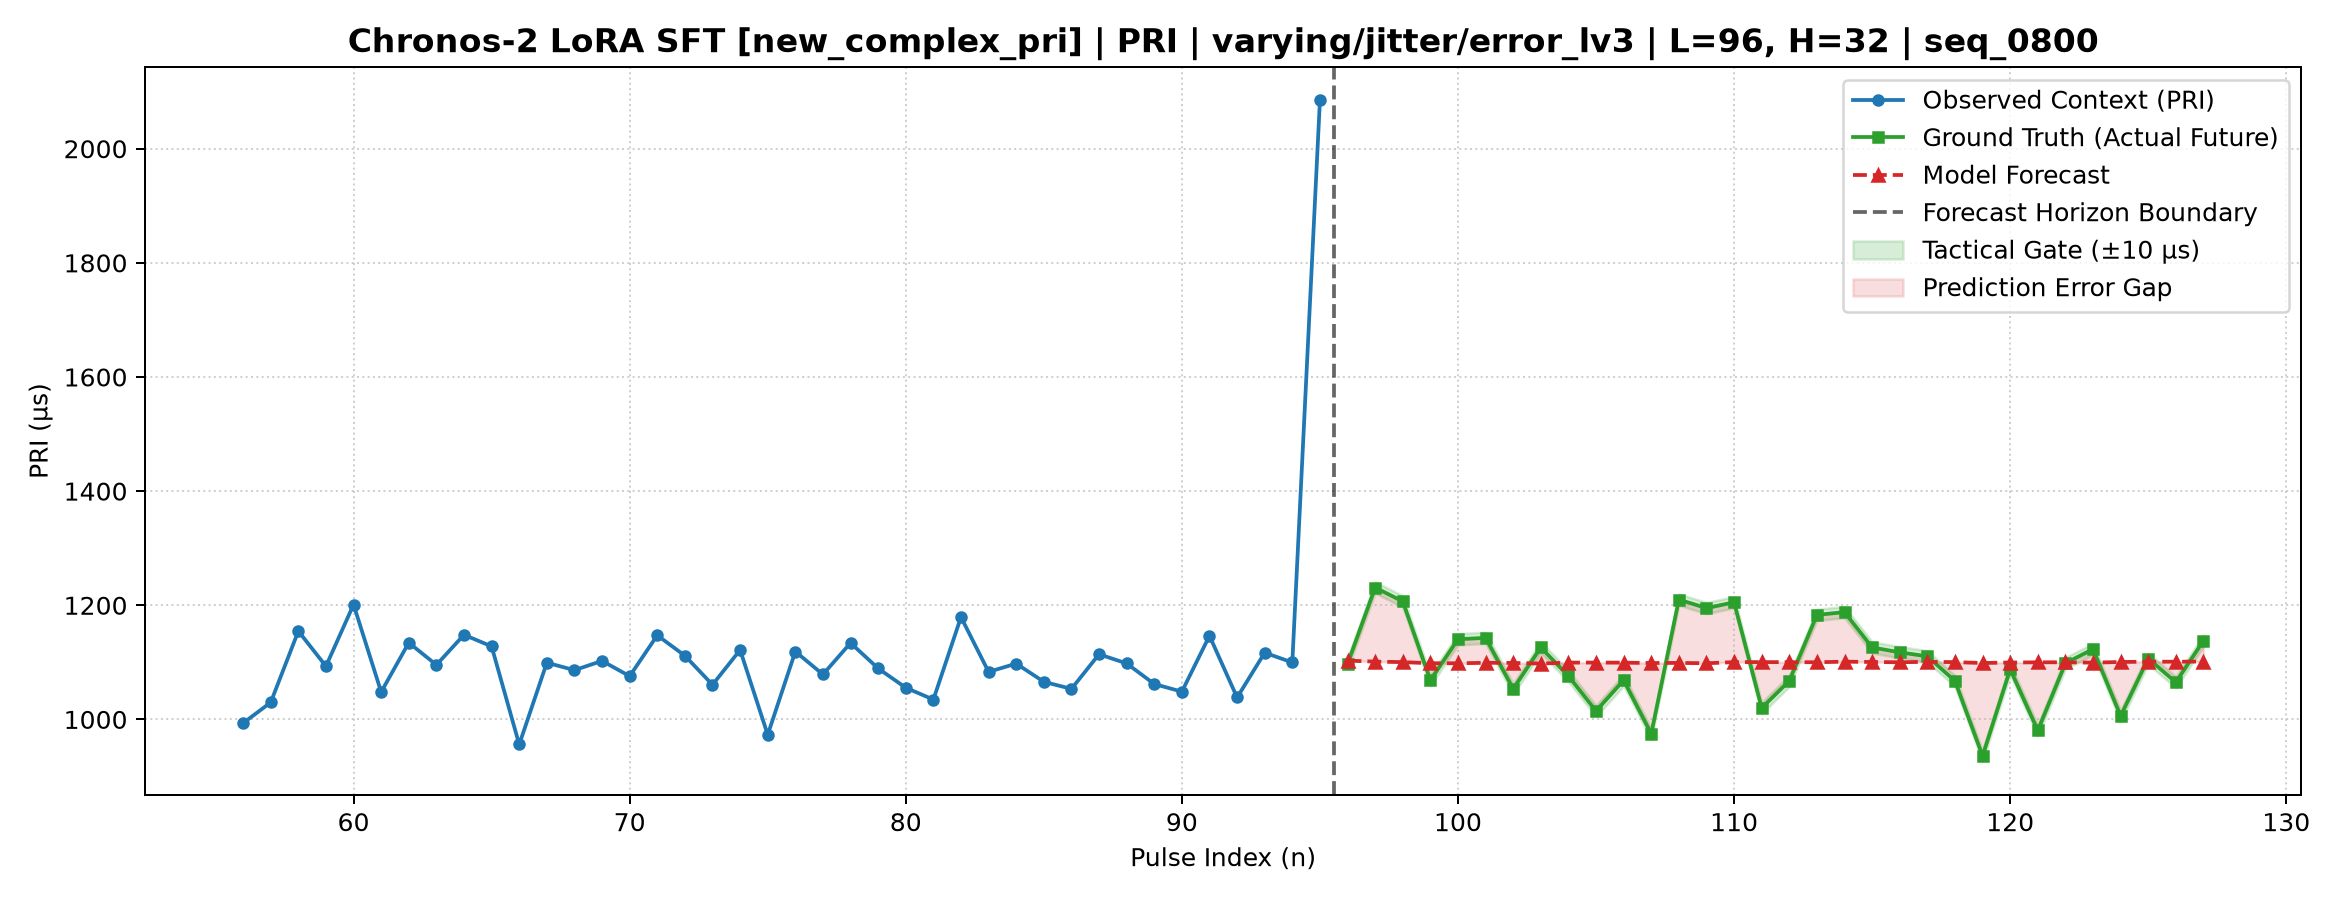 Chronos-2 LoRA SFT [new_complex_pri] | PRI | varying/jitter/error_lv3 | L=96, H=32 | seq_0800
PRI (µs)
2000
1800
1600
1400
1200
1000
Observed Context (PRI)
Ground Truth (Actual Future)
Model Forecast
Forecast Horizon Boundary
Tactical Gate (±10 µs)
Prediction Error Gap
60 70 80 90 100 110 120 130
Pulse Index (n)